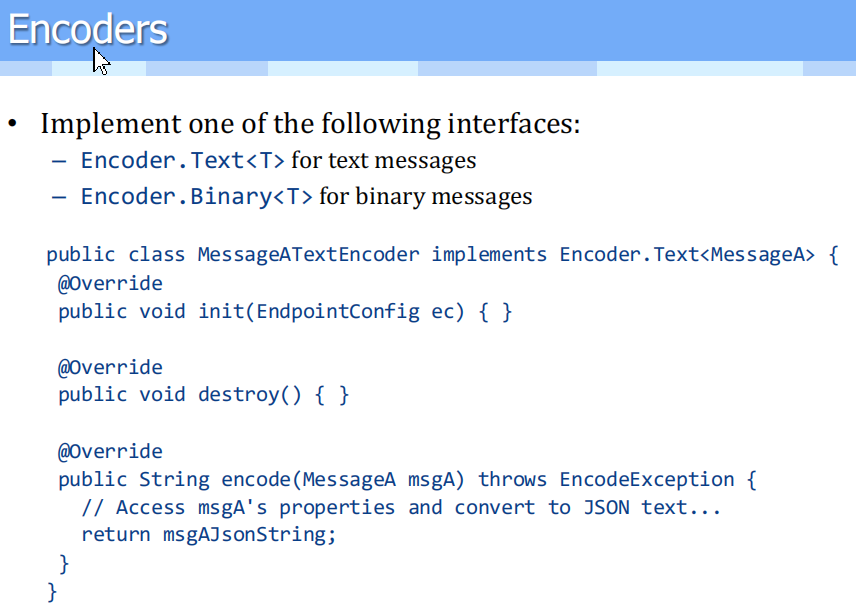 Encoders
• Implement one of the following interfaces:
– Encoder.Text<T> for text messages
– Encoder.Binary<T> for binary messages
public class MessageATextEncoder implements Encoder.Text<MessageA> {
@Override
public void init(EndpointConfig ec) { }
@Override
public void destroy() { }
@Override
public String encode(MessageA msgA) throws EncodeException {
// Access msgA's properties and convert to JSON text...
return msgAJsonString;
}
}